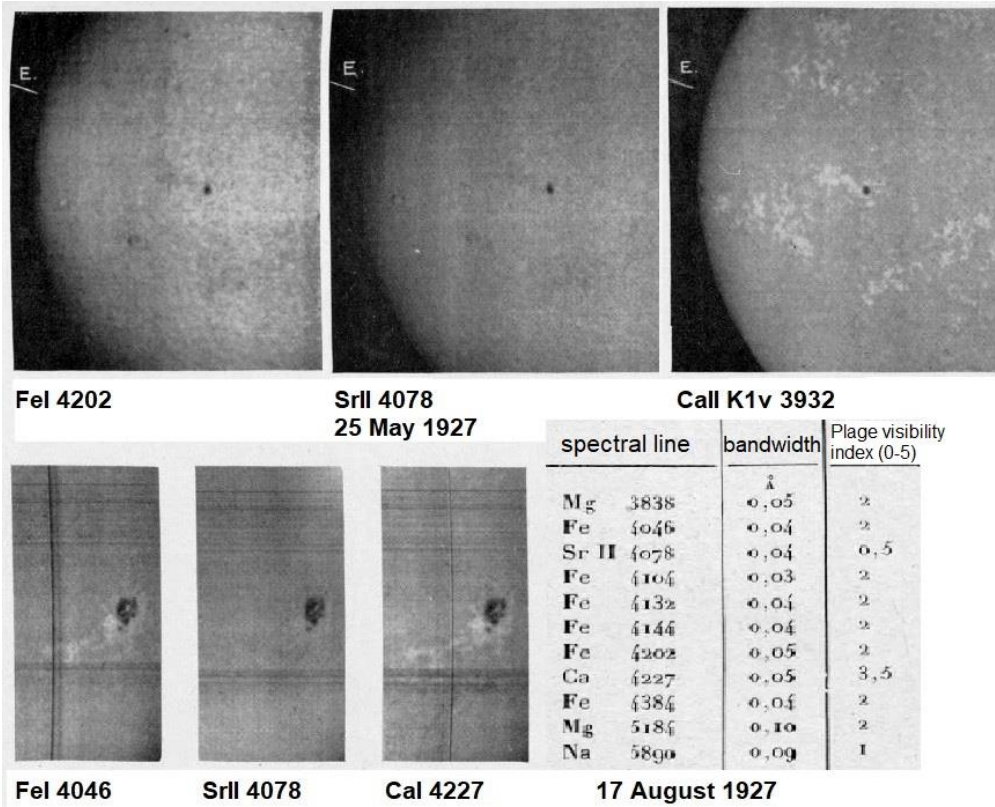 E.
E.
E.
FeI 4202
SrII 4078
25 May 1927
CaII K1v 3932
spectral line bandwidth Plage visibility index (0-5)
Å
Mg 3838 0,05 2
Fe 4046 0,04 2
Sr II 4078 0,04 0,5
Fe 4104 0,03 2
Fe 4132 0,04 2
Fe 4144 0,04 2
Fe 4202 0,05 2
Ca 4227 0,05 3,5
Fe 4384 0,04 2
Mg 5184 0,10 2
Na 5890 0,09 1
FeI 4046
SrII 4078
CaI 4227
17 August 1927